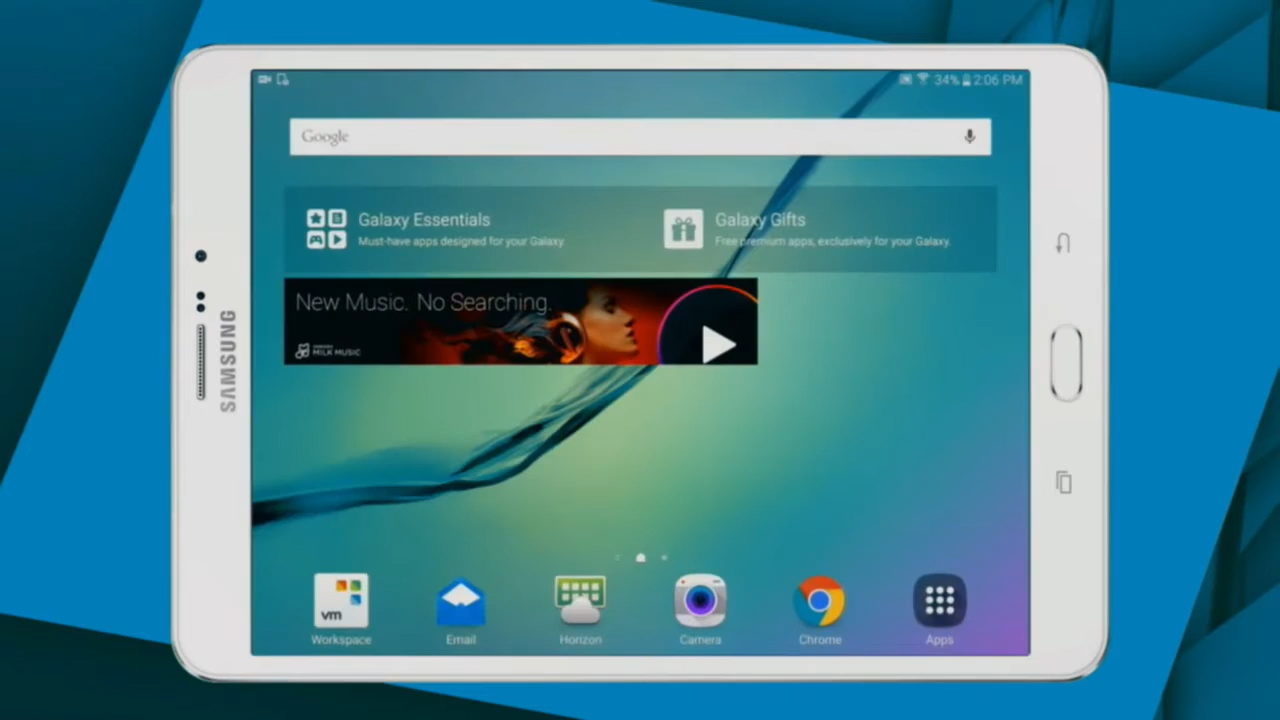 34% 2:06 PM
Google
Galaxy Essentials
Must-have apps designed for your Galaxy.
Galaxy Gifts
Free premium apps, exclusively for your Galaxy.
New Music. No Searching.
MILK MUSIC
SAMSUNG
vm
Workspace
Email
Horizon
Camera
Chrome
Apps